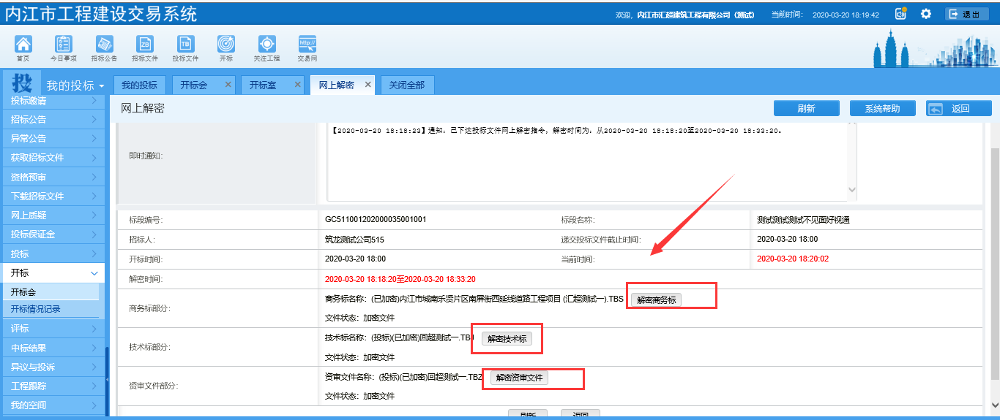 内江市工程建设交易系统
欢迎, 内江市汇超建筑工程有限公司（测试） 当前时间: 2020-03-20 18:19:42 退出
首页 今日事项 招标公告 招标文件 投标文件 开标 关注工程 交易网
投 我的投标 我的投标 开标会 开标室 网上解密 关闭全部
网上解密 刷新 系统帮助 返回
投标邀请
招标公告
异常公告
获取招标文件
资格预审
下载招标文件
网上质疑
投标保证金
投标
开标
开标会
开标情况记录
评标
中标结果
异议与投诉
工程跟踪
我的空间
即时通知:
【2020-03-20 18:18:23】通知: 已下达投标文件网上解密指令, 解密时间为: 从2020-03-20 18:18:20至2020-03-20 18:33:20.
标段编号: GC511001202000035001001 标段名称: 测试测试测试不见面好视通
招标人: 筑龙测试公司515 递交投标文件截止时间: 2020-03-20 18:00
开标时间: 2020-03-20 18:00 当前时间: 2020-03-20 18:20:02
解密时间: 2020-03-20 18:18:20至2020-03-20 18:33:20
商务标部分:
商务标名称: (已加密)内江市城南乐贤片区南屏街西延线道路工程项目 (汇超测试一).TBS 解密商务标
文件状态: 加密文件
技术标部分:
技术标名称: (投标)(已加密)回超测试一.TBJ 解密技术标
文件状态: 加密文件
资审文件部分:
资审文件名称: (投标)(已加密)回超测试一.TBZ 解密资审文件
文件状态: 加密文件
刷新 返回